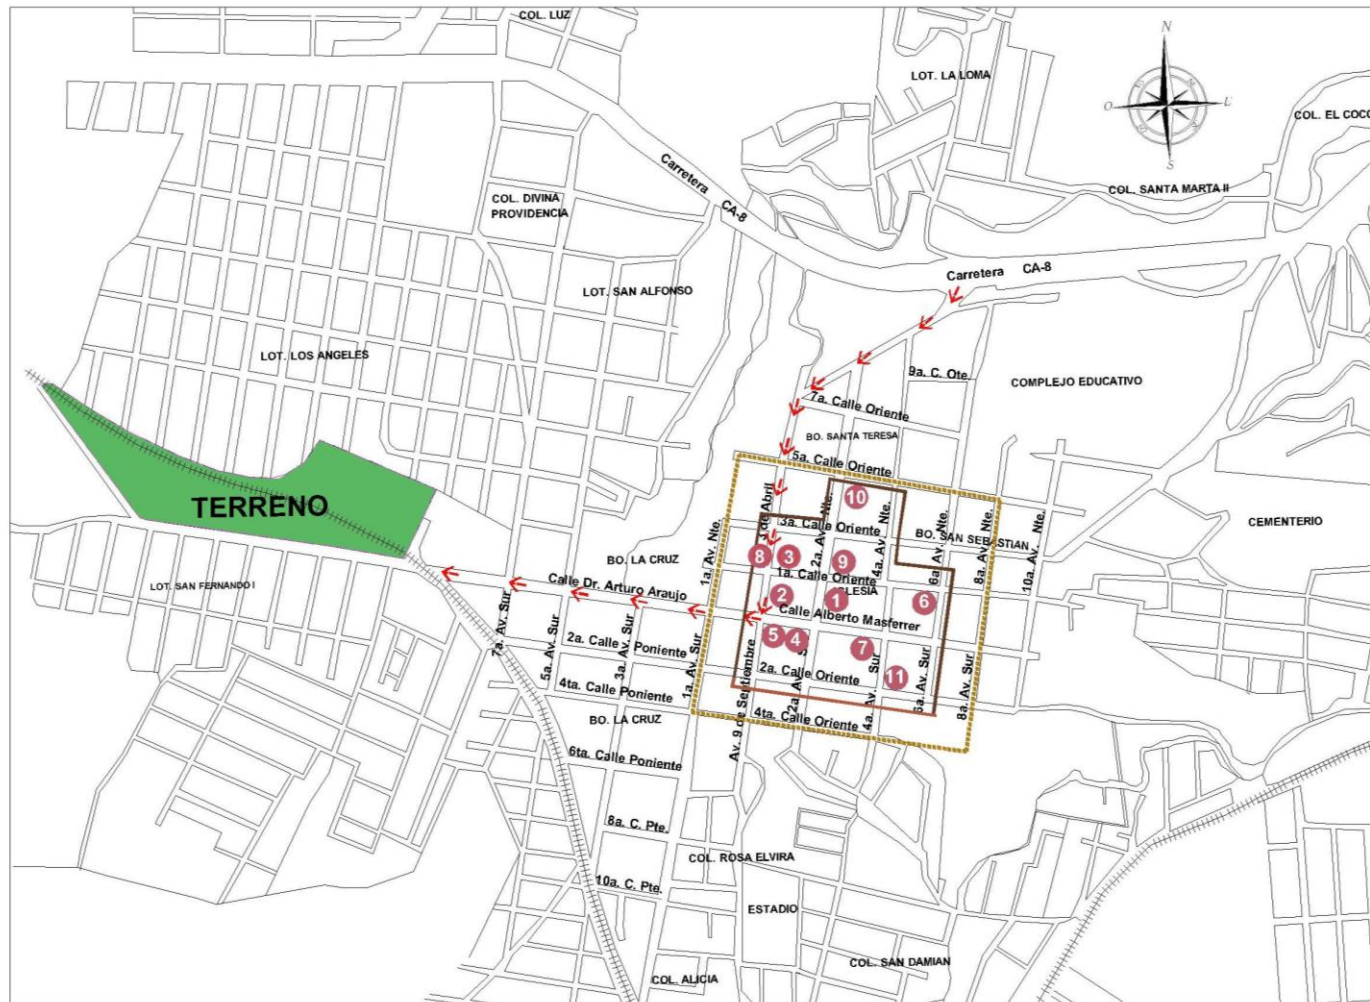 COL. LUZ
LOT. LA LOMA
N
O
E
S
COL. EL COCO
Carretera CA-8
COL. DIVINA
PROVIDENCIA
COL. SANTA MARTA II
Carretera CA-8
LOT. SAN ALFONSO
LOT. LOS ANGELES
9a. C. Ote.
COMPLEJO EDUCATIVO
7a. Calle Oriente
BO. SANTA TERESA
5a. Calle Oriente
TERRENO
10
3 de Abril
2a. Av. Nte.
4a. Av. Nte.
6a. Av. Nte.
8a. Av. Nte.
10a. Av. Nte.
3a. Calle Oriente
BO. SAN SEBASTIAN
CEMENTERIO
1a. Av. Nte.
BO. LA CRUZ
8
3
9
1a. Calle Oriente
LOT. SAN FERNANDO I
Calle Dr. Arturo Araujo
2
1
6
Calle Alberto Masferrer
7a. Av. Sur
5a. Av. Sur
3a. Av. Sur
1a. Av. Sur
2a. Calle Poniente
5
4
7
2a. Calle Oriente
11
4a. Av. Sur
6a. Av. Sur
8a. Av. Sur
4ta. Calle Poniente
BO. LA CRUZ
Av. 9 de Septiembre
4ta. Calle Oriente
6ta. Calle Poniente
8a. C. Pte.
COL. ROSA ELVIRA
10a. C. Pte.
ESTADIO
COL. SAN DAMIAN
COL. ALICIA